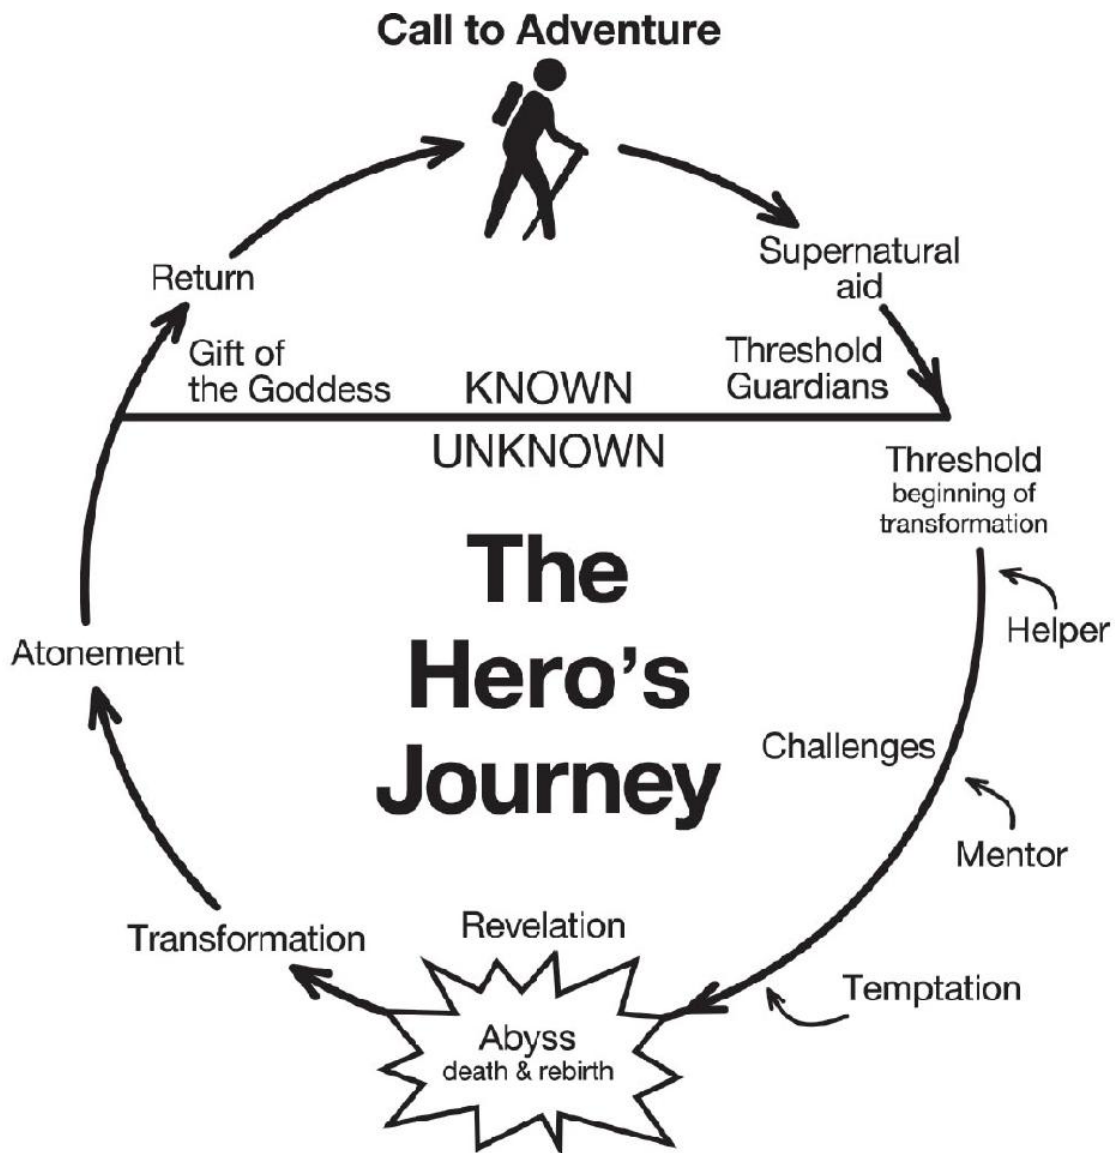 Call to Adventure
Supernatural
aid
Return
Gift of
the Goddess
KNOWN
Threshold
Guardians
UNKNOWN
Threshold
beginning of
transformation
The
Hero's
Journey
Helper
Atonement
Challenges
Mentor
Revelation
Transformation
Temptation
Abyss
death & rebirth